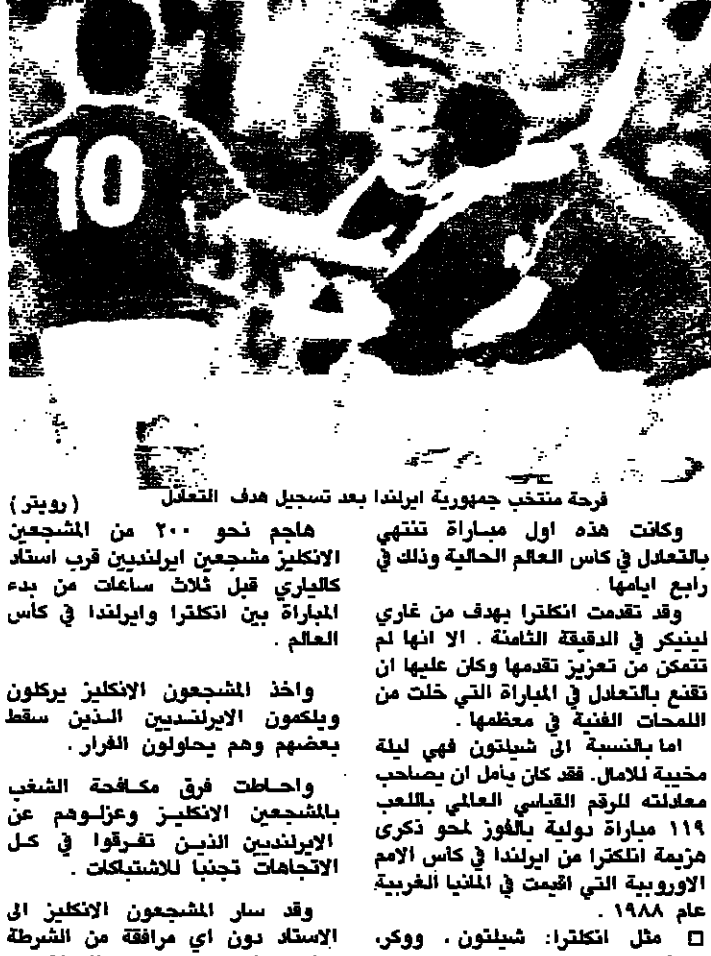 10
فرحة منتخب جمهورية ايرلندا بعد تسجيل هدف التعادل (رويتر)
وكانت هذه اول مباراة تنتهي
بالتعادل في كاس العالم الحالية وذلك في
رابع ايامها .
وقد تقدمت انكلترا بهدف من غاري
لينيكر في الدقيقة الثامنة . الا انها لم
تتمكن من تعزيز تقدمها وكان عليها ان
تقنع بالتعادل في المباراة التي خلت من
اللمحات الفنية في معظمها .
اما بالنسبة الى شيلتون فهي ليلة
مخيبة للامال. فقد كان يأمل ان يصاحب
معادلته للرقم القياسي العالمي باللعب
١١٩ مباراة دولية بالفوز لمحو ذكرى
هزيمة انلكترا من ايرلندا في كاس الامم
الاوروبية التي اقيمت في المانيا الغربية
عام ١٩٨٨ .
□ مثل انكلترا: شيلتون، ووكر،
هاجم نحو ٢٠٠ من المشجعين
الانكليز مشجعين ايرلنديين قرب استاد
كالياري قبل ثلاث ساعات من بدء
المباراة بين انكلترا وايرلندا في كأس
العالم .
واخذ المشجعون الانكليز يركلون
ويلكمون الايرلنديين الذين سقط
بعضهم وهم يحاولون الفرار .
واحاطت فرق مكافحة الشغب
بالمشجعين الانكليز وعزلوهم عن
الايرلنديين الذين تفرقوا في كل
الاتجاهات تجنبا للاشتباكات .
وقد سار المشجعون الانكليز الى
الاستاد دون اي مرافقة من الشرطة